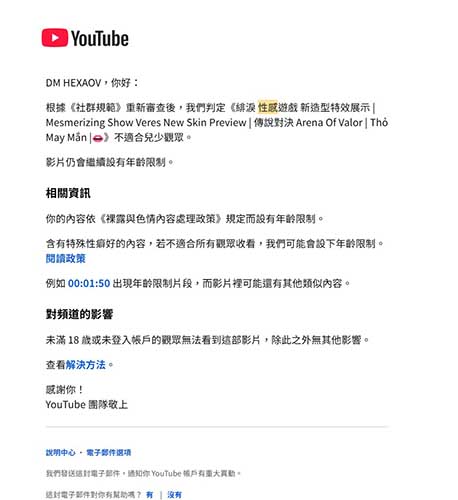 YouTube
DM HEXAOV，你好：
根據《社群規範》重新審查後，我們判定《緋淚 性感遊戲 新造型特效展示 |
Mesmerizing Show Veres New Skin Preview | 傳說對決 Arena Of Valor | Thỏ
May Mắn |👄》不適合兒少觀眾。
影片仍會繼續設有年齡限制。
相關資訊
你的內容依《裸露與色情內容處理政策》規定而設有年齡限制。
含有特殊性癖好的內容，若不適合所有觀眾收看，我們可能會設下年齡限制。
閱讀政策
例如 00:01:50 出現年齡限制片段，而影片裡可能還有其他類似內容。
對頻道的影響
未滿 18 歲或未登入帳戶的觀眾無法看到這部影片，除此之外無其他影響。
查看解決方法。
感謝你！
YouTube 團隊敬上
說明中心 • 電子郵件選項
我們發送這封電子郵件，通知你 YouTube 帳戶有重大異動。
這封電子郵件對你有幫助嗎？ 有 | 沒有